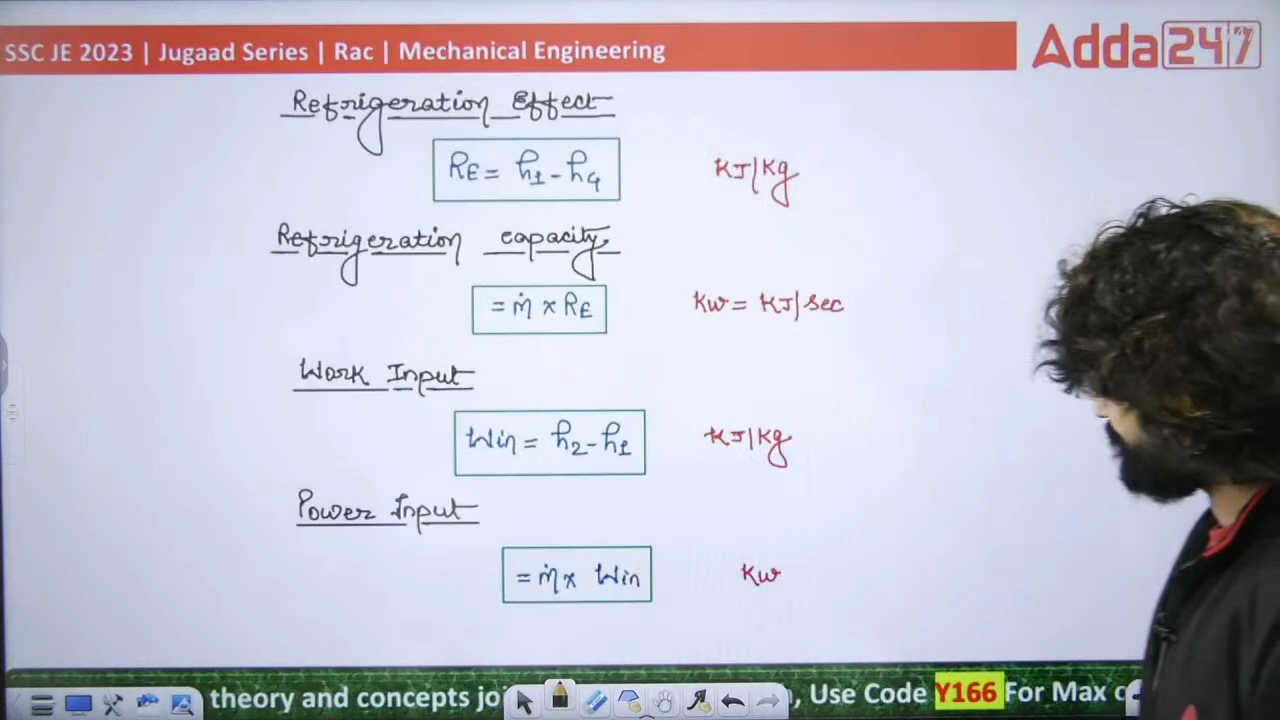 SSC JE 2023 | Jugaad Series | Rac | Mechanical Engineering
Adda247
Refrigeration Effect
RE = h1 - h4
KJ/Kg
Refrigeration capacity
= ṁ × RE
Kw = KJ/sec
Work Input
Win = h2 - h1
KJ/Kg
Power Input
= ṁ × Win
Kw
theory and concepts joi
, Use Code Y166 For Max